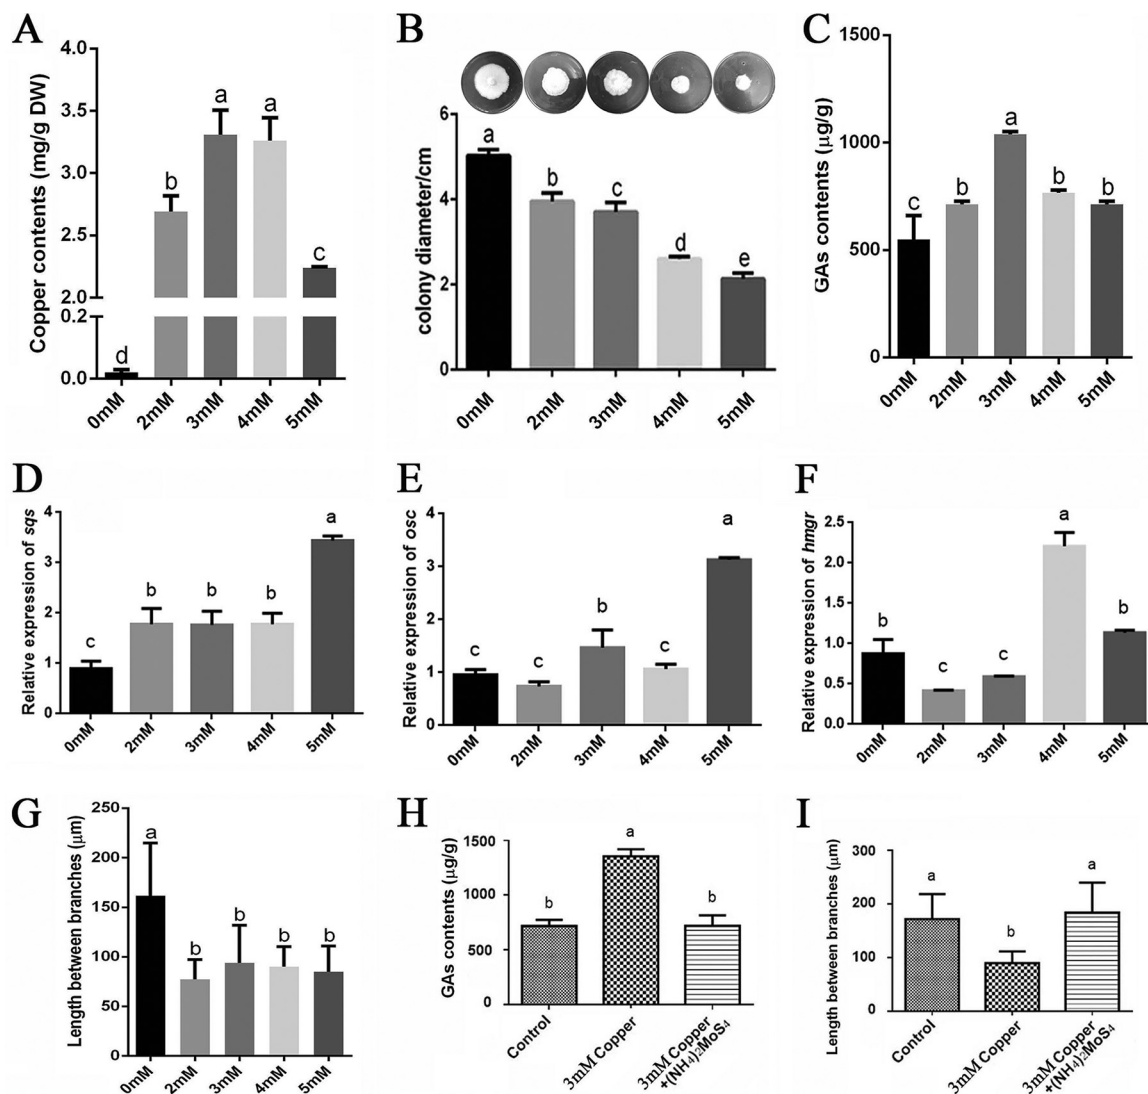 A
Copper contents (mg/g DW)
4.0
3.5
3.0
2.5
2.0
0.2
0.0
d
b
a
a
c
0mM
2mM
3mM
4mM
5mM
B
colony diameter/cm
6
4
2
0
a
b
c
d
e
0mM
2mM
3mM
4mM
5mM
C
GAs contents (μg/g)
1500
1000
500
0
c
b
a
b
b
0mM
2mM
3mM
4mM
5mM
D
Relative expression of sqs
4
3
2
1
0
c
b
b
b
a
0mM
2mM
3mM
4mM
5mM
E
Relative expression of osc
4
3
2
1
0
c
c
b
c
a
0mM
2mM
3mM
4mM
5mM
F
Relative expression of hmgr
2.5
2.0
1.5
1.0
0.5
0.0
b
c
c
a
b
0mM
2mM
3mM
4mM
5mM
G
Length between branches (μm)
250
200
150
100
50
0
a
b
b
b
b
0mM
2mM
3mM
4mM
5mM
H
GAs contents (μg/g)
1500
1000
500
0
b
a
b
Control
3mM Copper
3mM Copper
+(NH₄)₂MoS₄
I
Length between branches (μm)
300
200
100
0
a
b
a
Control
3mM Copper
3mM Copper
+(NH₄)₂MoS₄